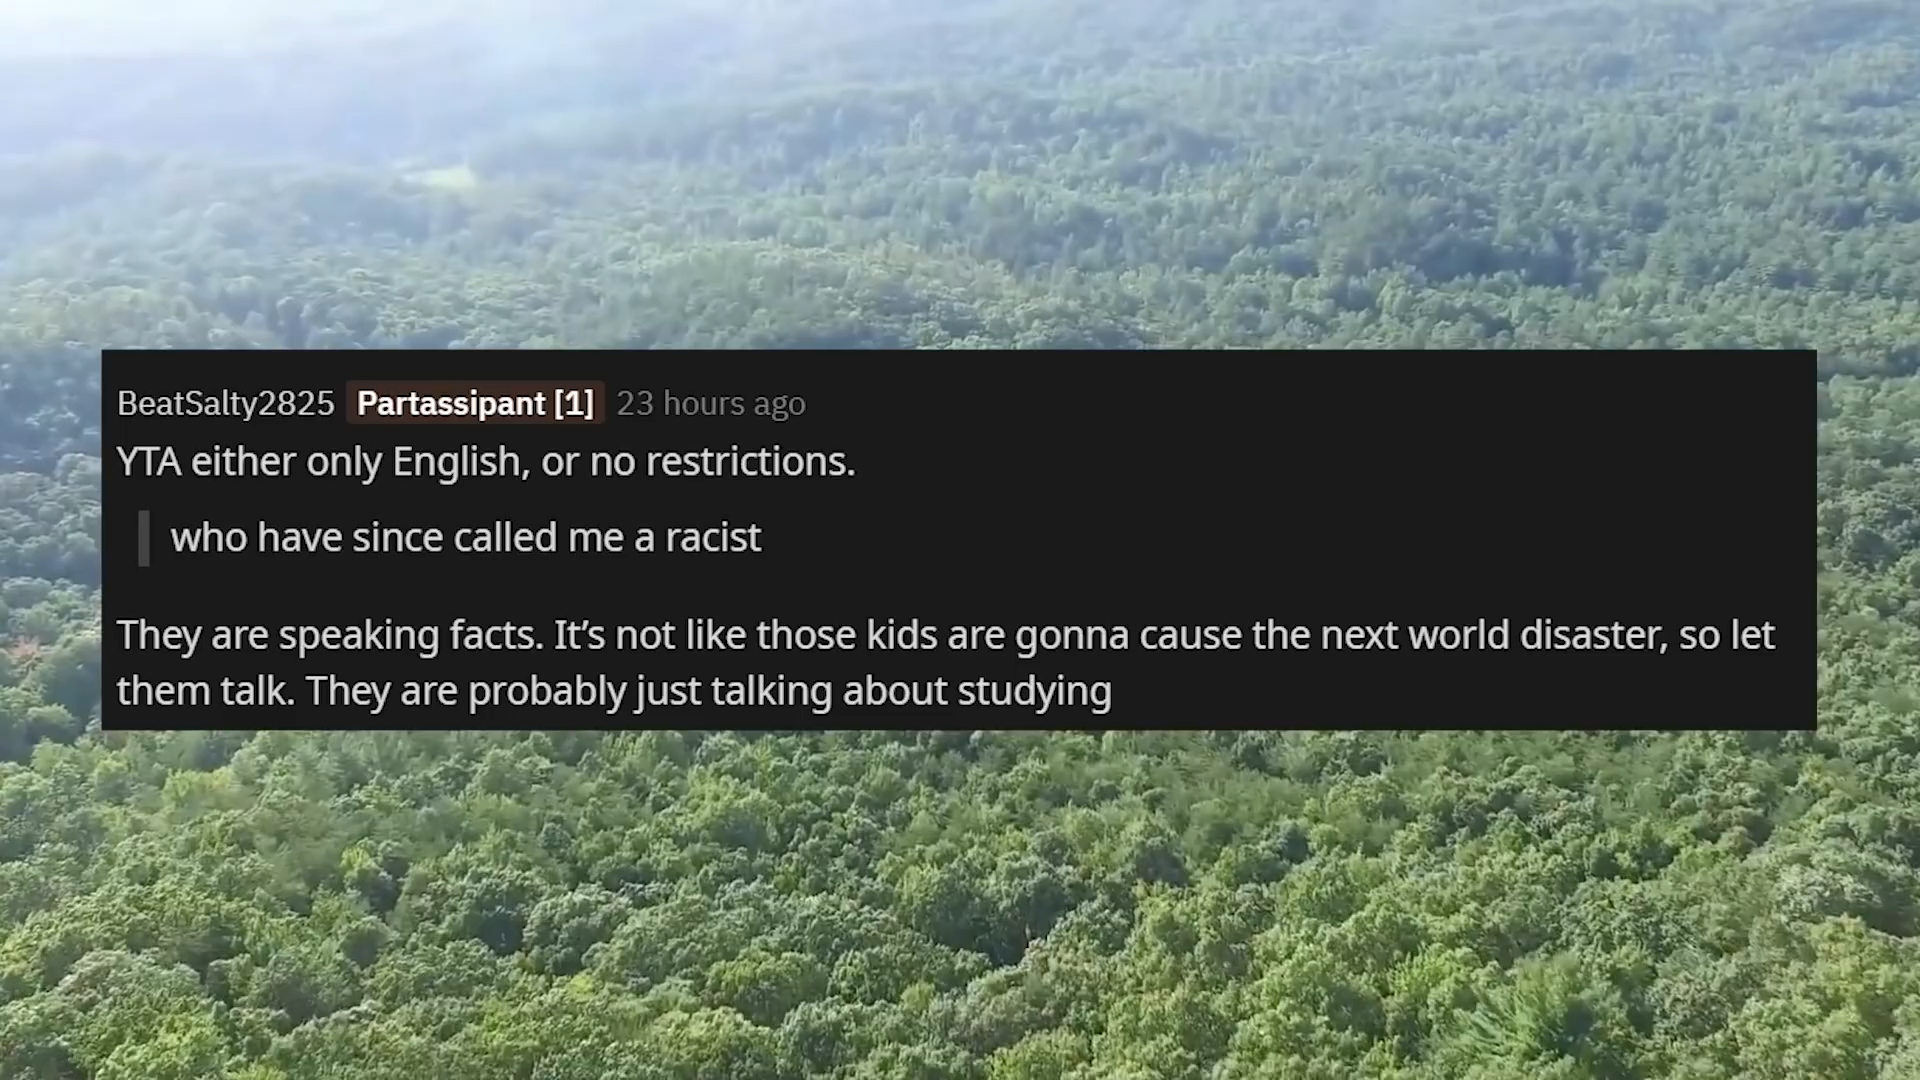 BeatSalty2825 Partassipant [1] 23 hours ago
YTA either only English, or no restrictions.
who have since called me a racist
They are speaking facts. It’s not like those kids are gonna cause the next world disaster, so let
them talk. They are probably just talking about studying